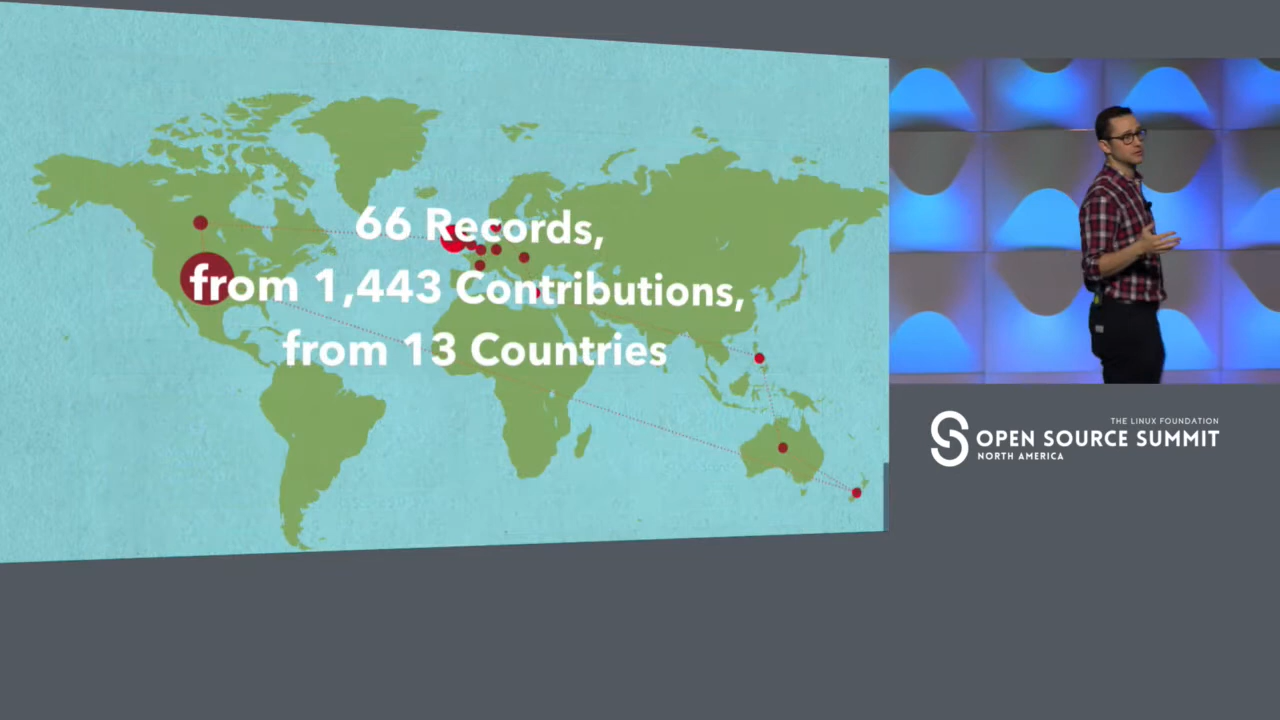 66 Records,
from 1,443 Contributions,
from 13 Countries
THE LINUX FOUNDATION
OPEN SOURCE SUMMIT
NORTH AMERICA